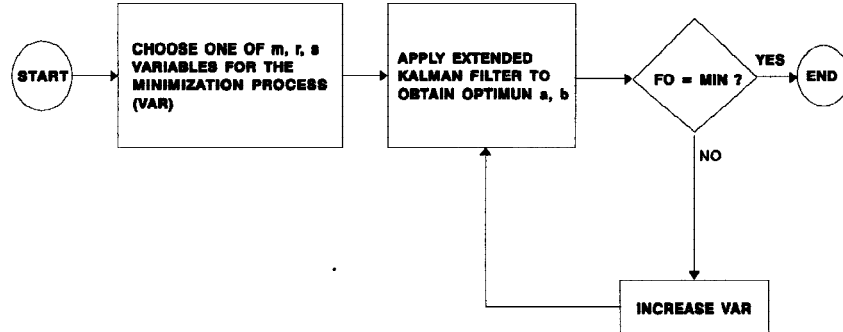 START
CHOOSE ONE OF m, r, s
VARIABLES FOR THE
MINIMIZATION PROCESS
(VAR)
APPLY EXTENDED
KALMAN FILTER TO
OBTAIN OPTIMUN a, b
FO = MIN ?
YES
END
NO
INCREASE VAR